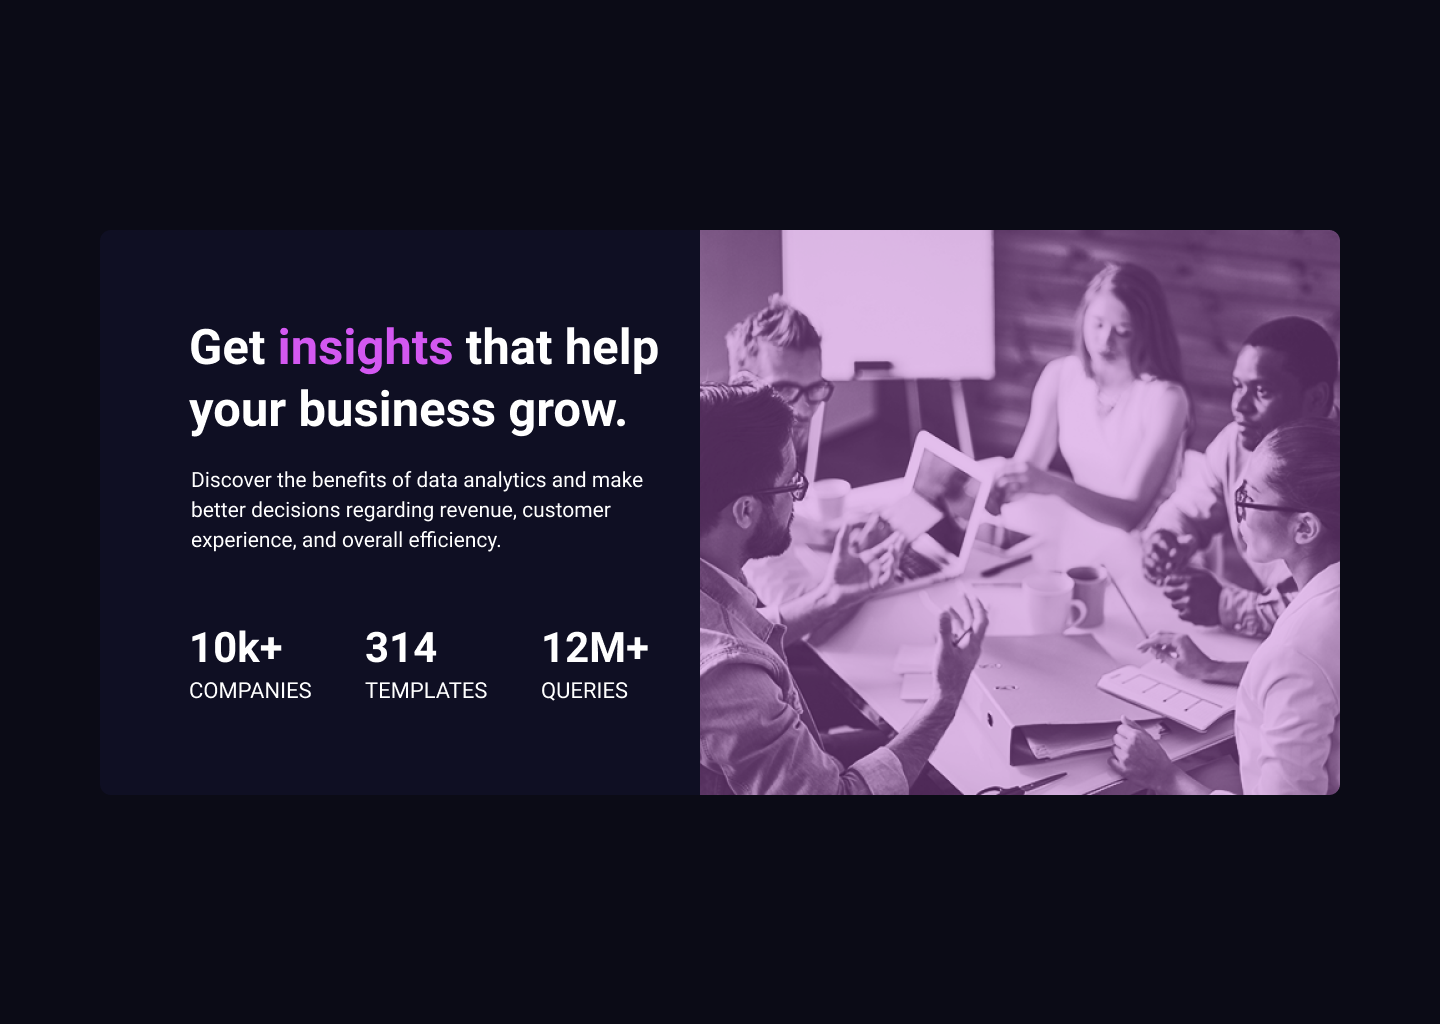 Get insights that help
your business grow.
Discover the benefits of data analytics and make
better decisions regarding revenue, customer
experience, and overall efficiency.
10k+ 314 12M+
COMPANIES TEMPLATES QUERIES